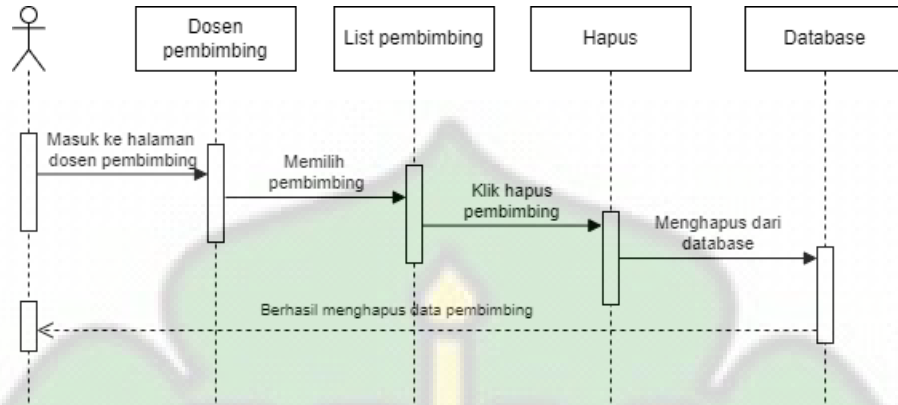 Dosen
pembimbing
List pembimbing
Hapus
Database
Masuk ke halaman
dosen pembimbing
Memilih
pembimbing
Klik hapus
pembimbing
Menghapus dari
database
Berhasil menghapus data pembimbing